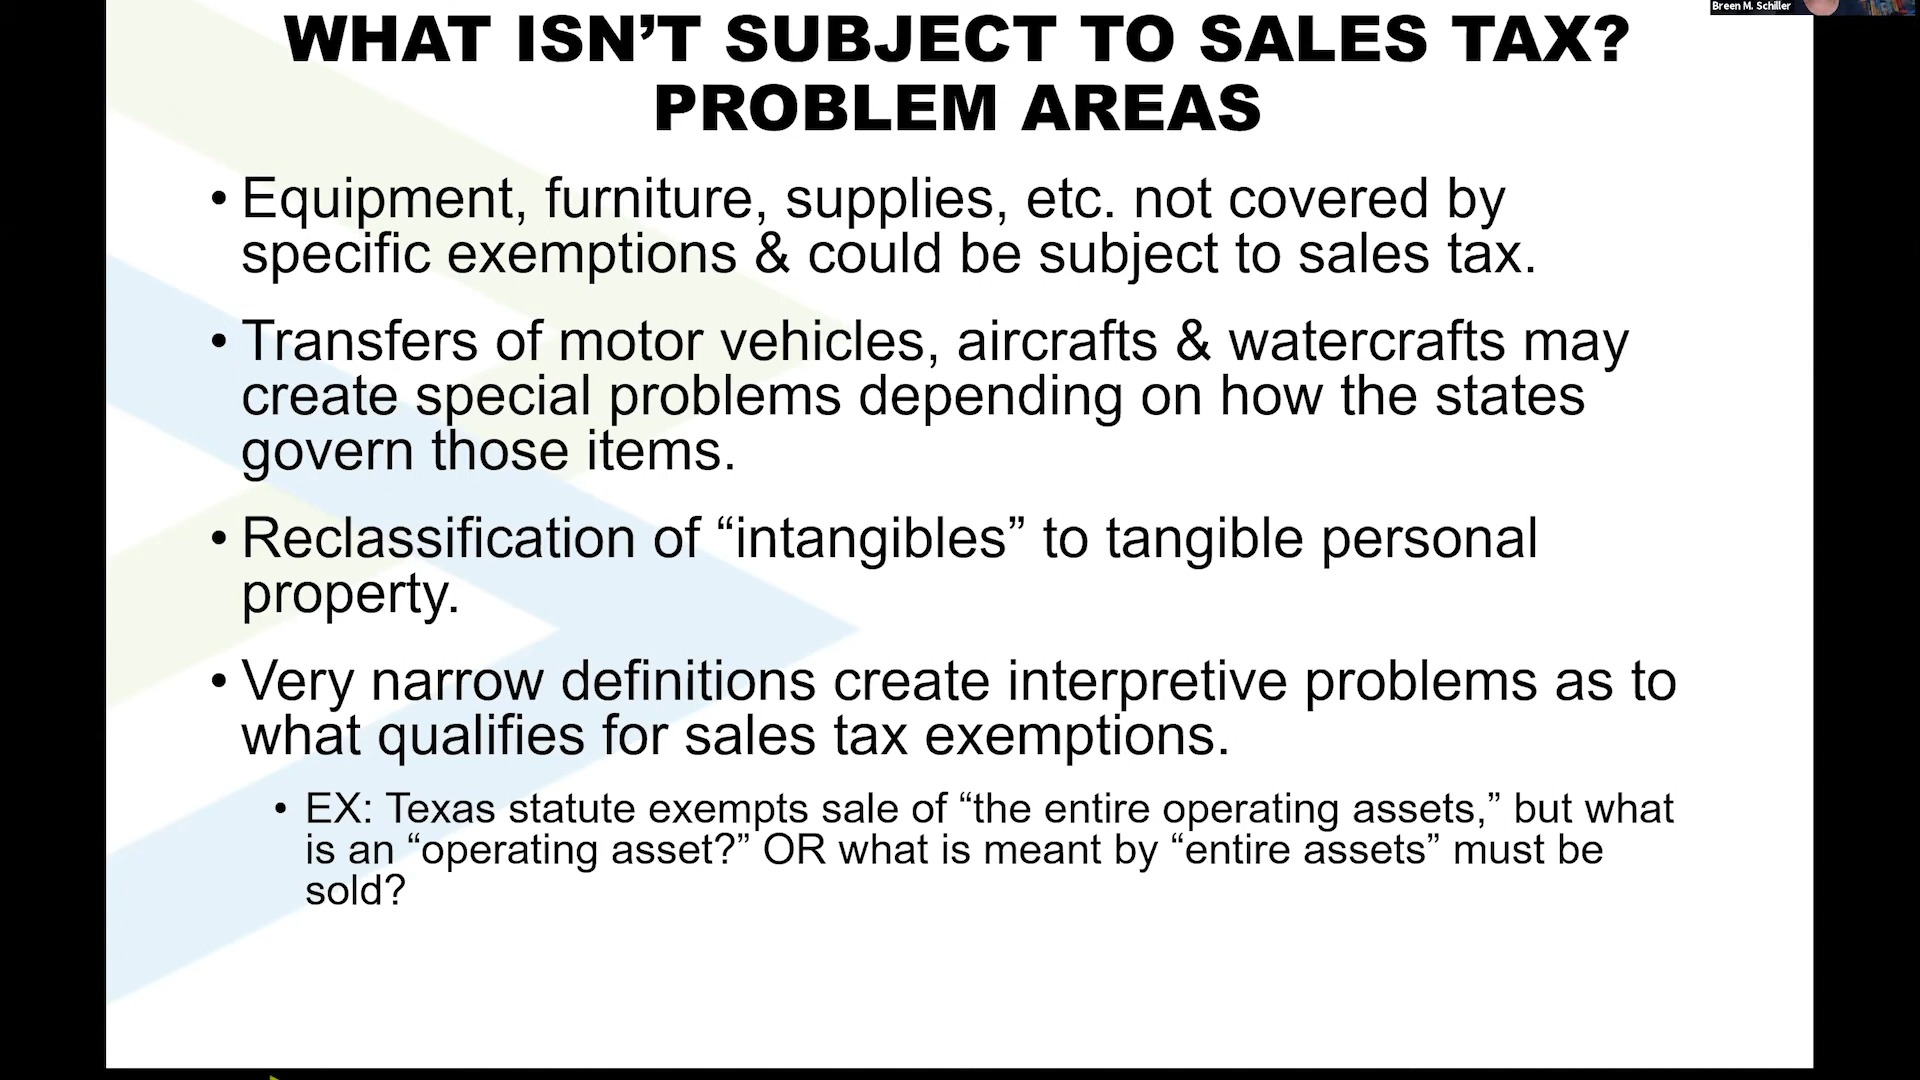 Breen M. Schiller
WHAT ISN’T SUBJECT TO SALES TAX?
PROBLEM AREAS
• Equipment, furniture, supplies, etc. not covered by
specific exemptions & could be subject to sales tax.
• Transfers of motor vehicles, aircrafts & watercrafts may
create special problems depending on how the states
govern those items.
• Reclassification of “intangibles” to tangible personal
property.
• Very narrow definitions create interpretive problems as to
what qualifies for sales tax exemptions.
• EX: Texas statute exempts sale of “the entire operating assets,” but what
is an “operating asset?” OR what is meant by “entire assets” must be
sold?